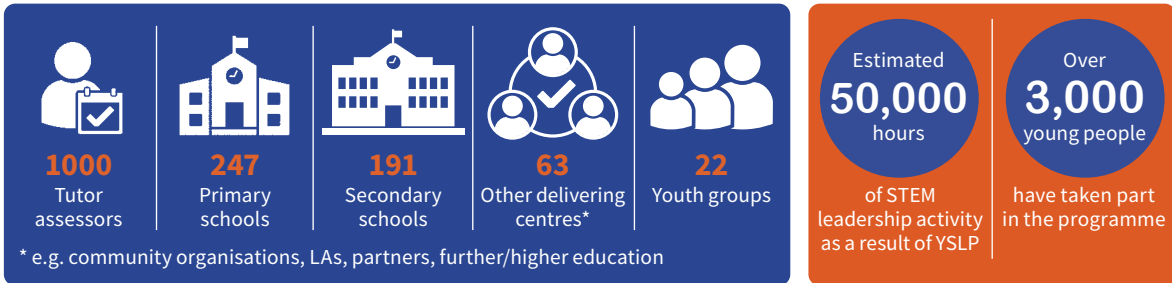 1000
Tutor
assessors
247
Primary
schools
191
Secondary
schools
63
Other delivering
centres*
22
Youth groups
* e.g. community organisations, LAs, partners, further/higher education
Estimated
50,000
hours
of STEM
leadership activity
as a result of YSLP
Over
3,000
young people
have taken part
in the programme